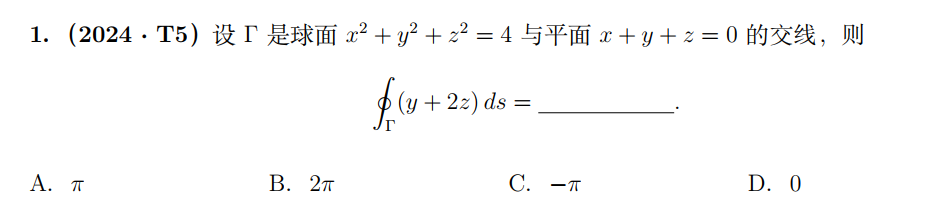 1. (2024 · T5) 设 Γ 是球面 x² + y² + z² = 4 与平面 x + y + z = 0 的交线，则
∮_Γ (y + 2z) ds = ________.
A. π B. 2π C. −π D. 0